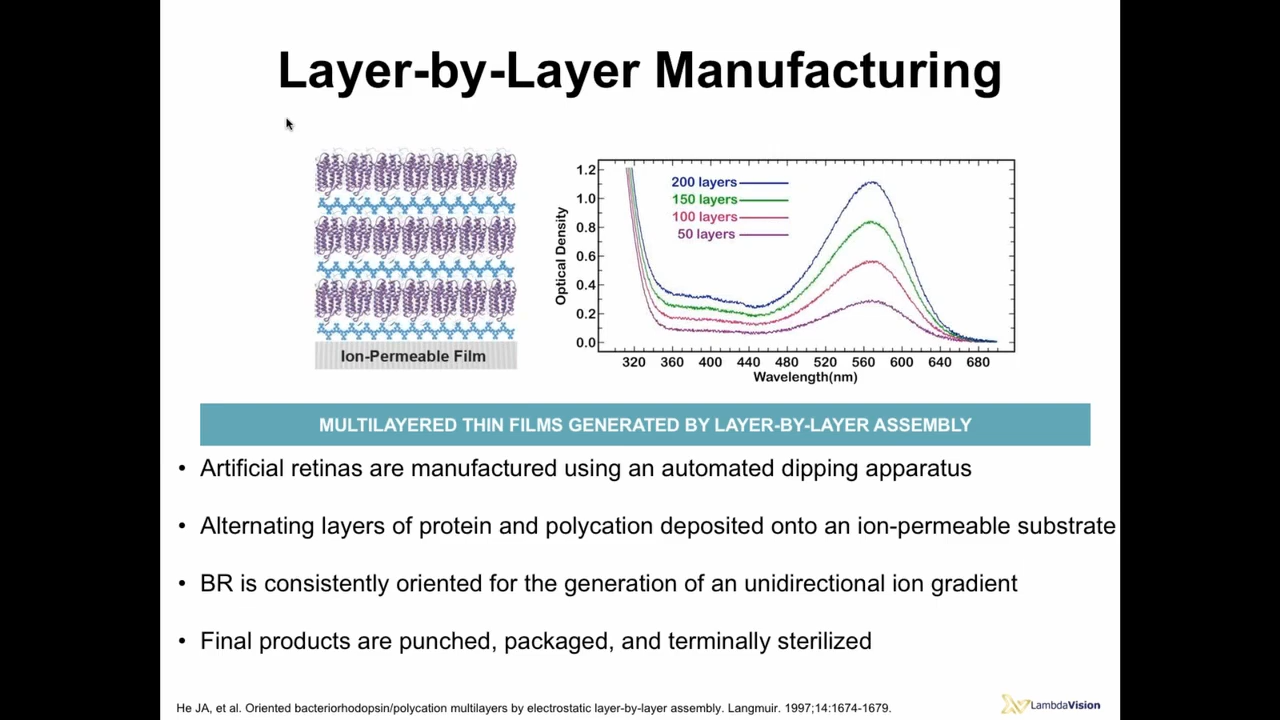 Layer-by-Layer Manufacturing
Ion-Permeable Film
Optical Density
1.2
1.0
0.8
0.6
0.4
0.2
0.0
200 layers
150 layers
100 layers
50 layers
320 360 400 440 480 520 560 600 640 680
Wavelength(nm)
MULTILAYERED THIN FILMS GENERATED BY LAYER-BY-LAYER ASSEMBLY
• Artificial retinas are manufactured using an automated dipping apparatus
• Alternating layers of protein and polycation deposited onto an ion-permeable substrate
• BR is consistently oriented for the generation of an unidirectional ion gradient
• Final products are punched, packaged, and terminally sterilized
He JA, et al. Oriented bacteriorhodopsin/polycation multilayers by electrostatic layer-by-layer assembly. Langmuir. 1997;14:1674-1679.
LambdaVision